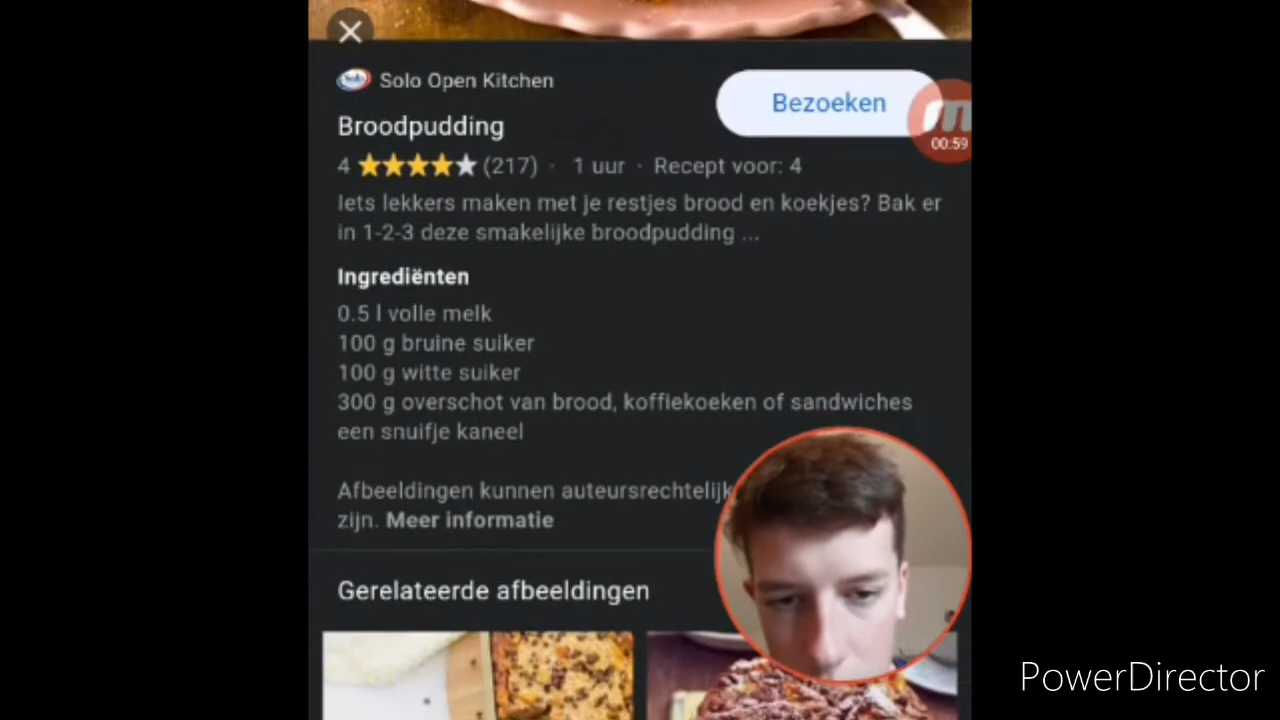 Solo Open Kitchen
Bezoeken
00:59
Broodpudding
4 (217) · 1 uur · Recept voor: 4
Iets lekkers maken met je restjes brood en koekjes? Bak er
in 1-2-3 deze smakelijke broodpudding ...
Ingrediënten
0.5 l volle melk
100 g bruine suiker
100 g witte suiker
300 g overschot van brood, koffiekoeken of sandwiches
een snuifje kaneel
Afbeeldingen kunnen auteursrechtelijk
zijn. Meer informatie
Gerelateerde afbeeldingen
PowerDirector